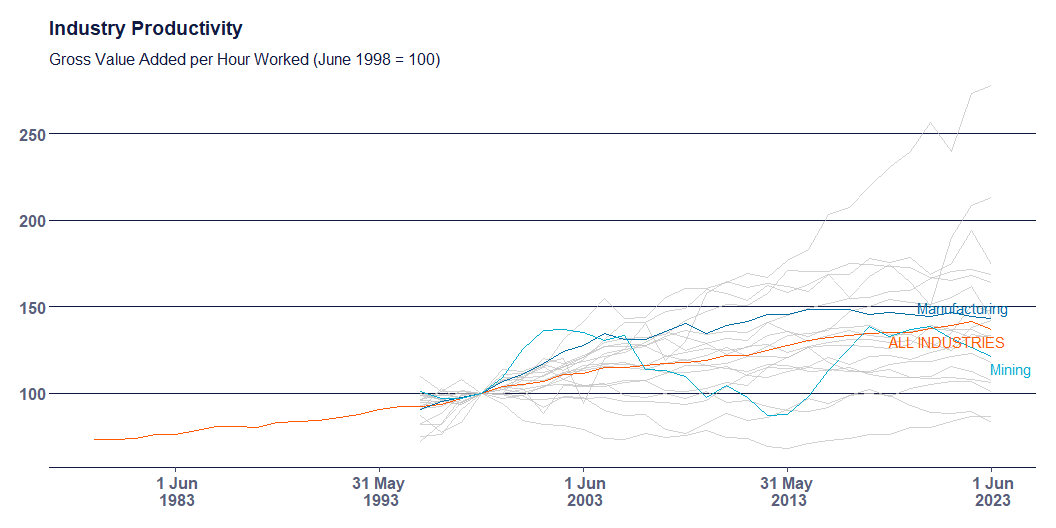 Industry Productivity
Gross Value Added per Hour Worked (June 1998 = 100)
250
200
150
100
Manufacturing
ALL INDUSTRIES
Mining
1 Jun
1983
31 May
1993
1 Jun
2003
31 May
2013
1 Jun
2023